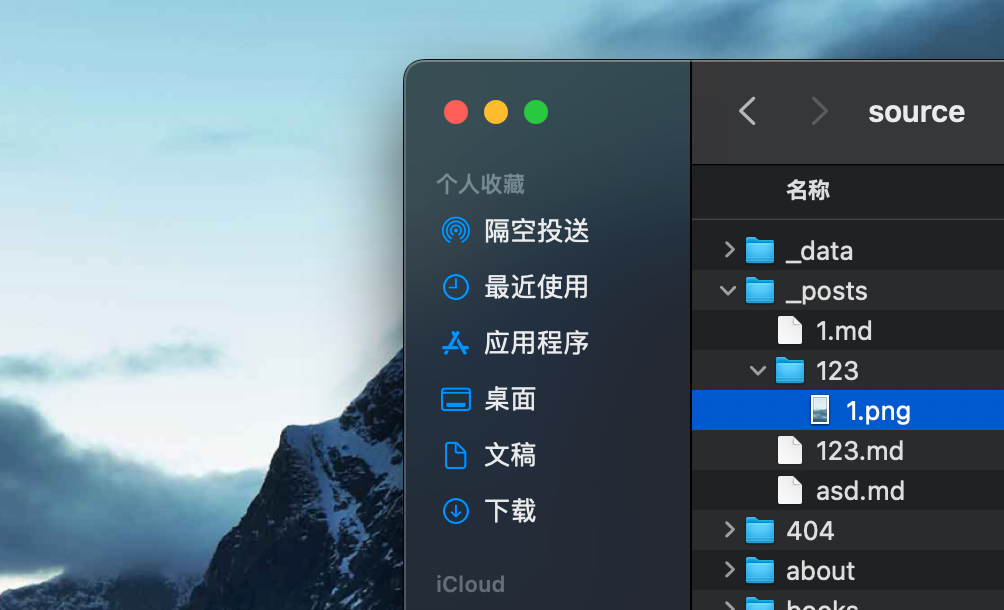 个人收藏
隔空投送
最近使用
应用程序
桌面
文稿
下载
iCloud
source
名称
_data
_posts
1.md
123
1.png
123.md
asd.md
404
about
books